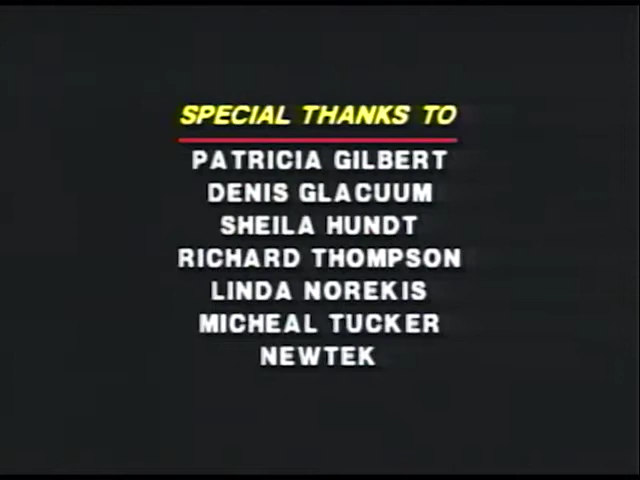 SPECIAL THANKS TO
PATRICIA GILBERT
DENIS GLACUUM
SHEILA HUNDT
RICHARD THOMPSON
LINDA NOREKIS
MICHEAL TUCKER
NEWTEK